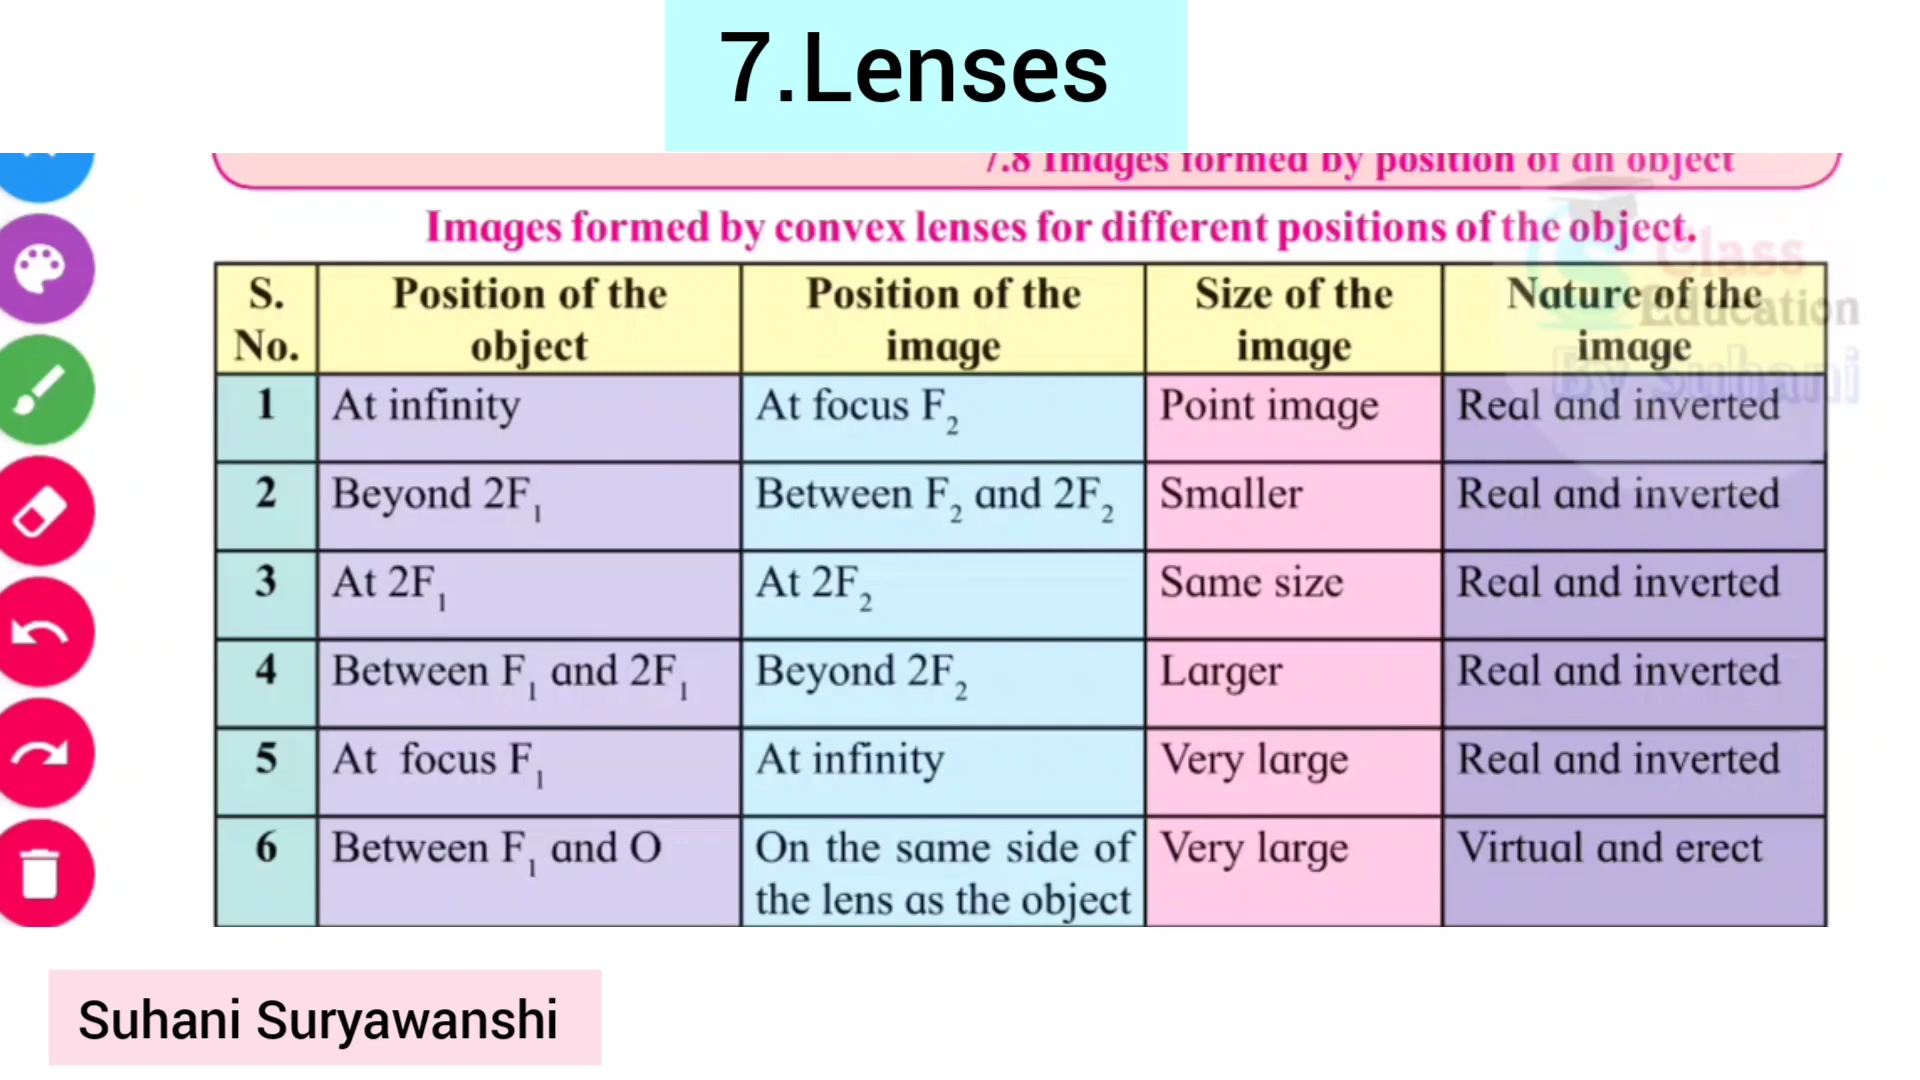 7.Lenses
7.8 Images formed by position of an object
Images formed by convex lenses for different positions of the object.
S. No. Position of the object Position of the image Size of the image Nature of the image
1 At infinity At focus F2 Point image Real and inverted
2 Beyond 2F1 Between F2 and 2F2 Smaller Real and inverted
3 At 2F1 At 2F2 Same size Real and inverted
4 Between F1 and 2F1 Beyond 2F2 Larger Real and inverted
5 At focus F1 At infinity Very large Real and inverted
6 Between F1 and O On the same side of the lens as the object Very large Virtual and erect
Class
Education
By Suhani
Suhani Suryawanshi